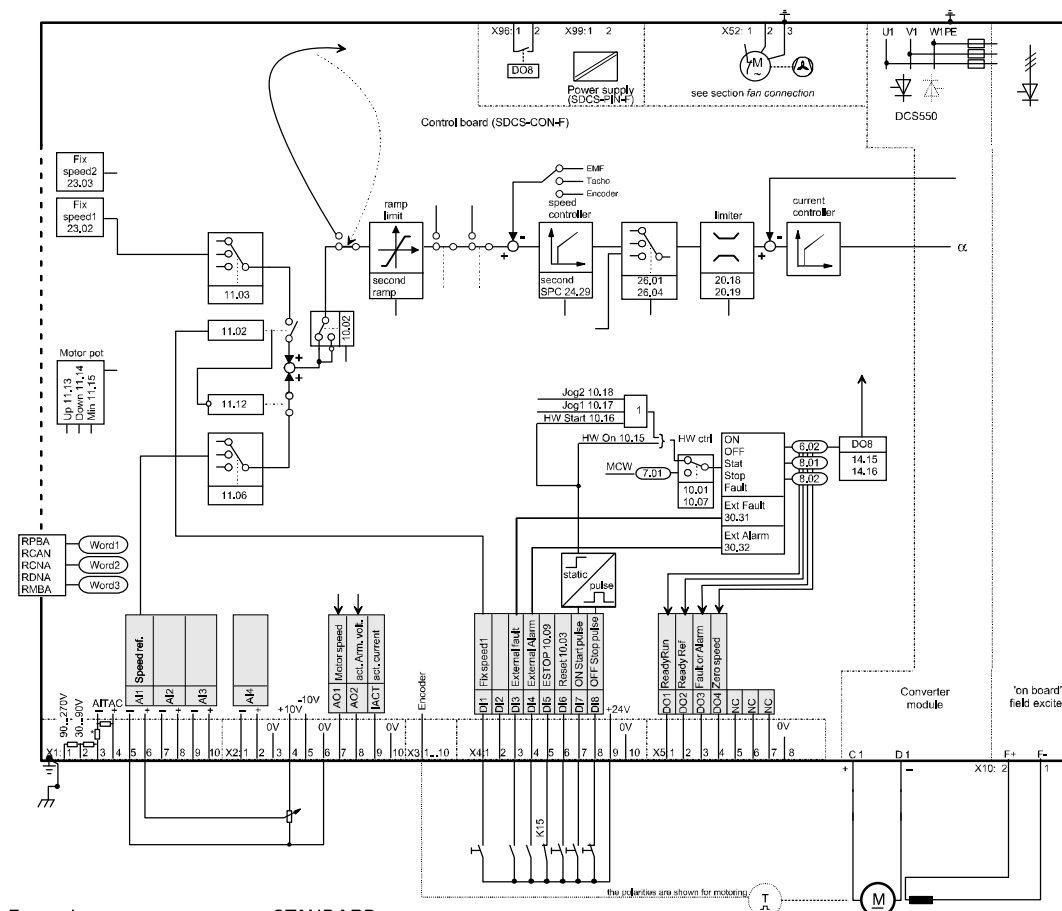 X96: 1 2
X99: 1 2
X52: 1 2 3
U1 V1 W1 PE
DO8
Power supply
(SDCS-PIN-F)
M
~
see section fan connection
DCS550
Control board (SDCS-CON-F)
Fix
speed2
23.03
Fix
speed1
23.02
EMF
Tacho
Encoder
ramp
limit
speed
controller
limiter
current
controller
+
-
+
-
α
second
ramp
second
SPC 24.29
26.01
26.04
20.18
20.19
11.03
11.02
10.02
+
+
11.12
11.06
Motor pot
Up 11.13
Down 11.14
Min 11.15
Jog2 10.18
Jog1 10.17
HW Start 10.16
1
HW On 10.15
HW ctrl
MCW
7.01
10.01
10.07
ON
OFF
Stat
Stop
Fault
Ext Fault
30.31
Ext Alarm
30.32
6.02
8.01
8.02
DO8
14.15
14.16
static
pulse
RPBA
RCAN
RCNA
RDNA
RMBA
Word1
Word2
Word3
90...270V
30...90V
AITAC
AI1 Speed ref.
AI2
AI3
AI4
+10V
-10V
0V
AO1 Motor speed
AO2 act. Arm. volt.
IACT act. current
0V
Encoder
DI1 Fix speed1
DI2
DI3 External fault
DI4 External Alarm
DI5 ESTOP 10.09
DI6 Reset 10.03
DI7 ON Start pulse
DI8 OFF Stop pulse
+24V
0V
DO1 ReadyRun
DO2 Ready Ref
DO3 Fault or Alarm
DO4 Zero speed
NC
NC
NC
0V
Converter
module
'on board'
field excite
- + - + - + - +
- +
X1: 1 2 3 4 5 6 7 8 9 10
X2: 1 2 3 4 5 6 7 8 9 10
X3: 1...10
X4: 1 2 3 4 5 6 7 8 9 10
X5: 1 2 3 4 5 6 7 8
C1 D1
+ -
F+ F-
X10: 2 1
K15
the polarities are shown for motoring
T
M